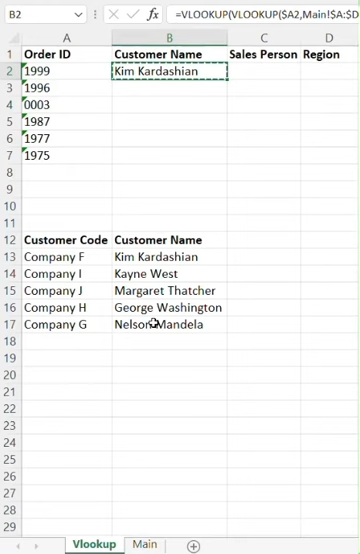 B2 fx =VLOOKUP(VLOOKUP($A2,Main!$A:$D
A B C D
1 Order ID Customer Name Sales Person Region
2 1999 Kim Kardashian
3 1996
4 0003
5 1987
6 1977
7 1975
8
9
10
11
12 Customer Code Customer Name
13 Company F Kim Kardashian
14 Company I Kayne West
15 Company J Margaret Thatcher
16 Company H George Washington
17 Company G Nelson Mandela
18
19
20
21
22
23
24
25
26
27
28
29
Vlookup Main